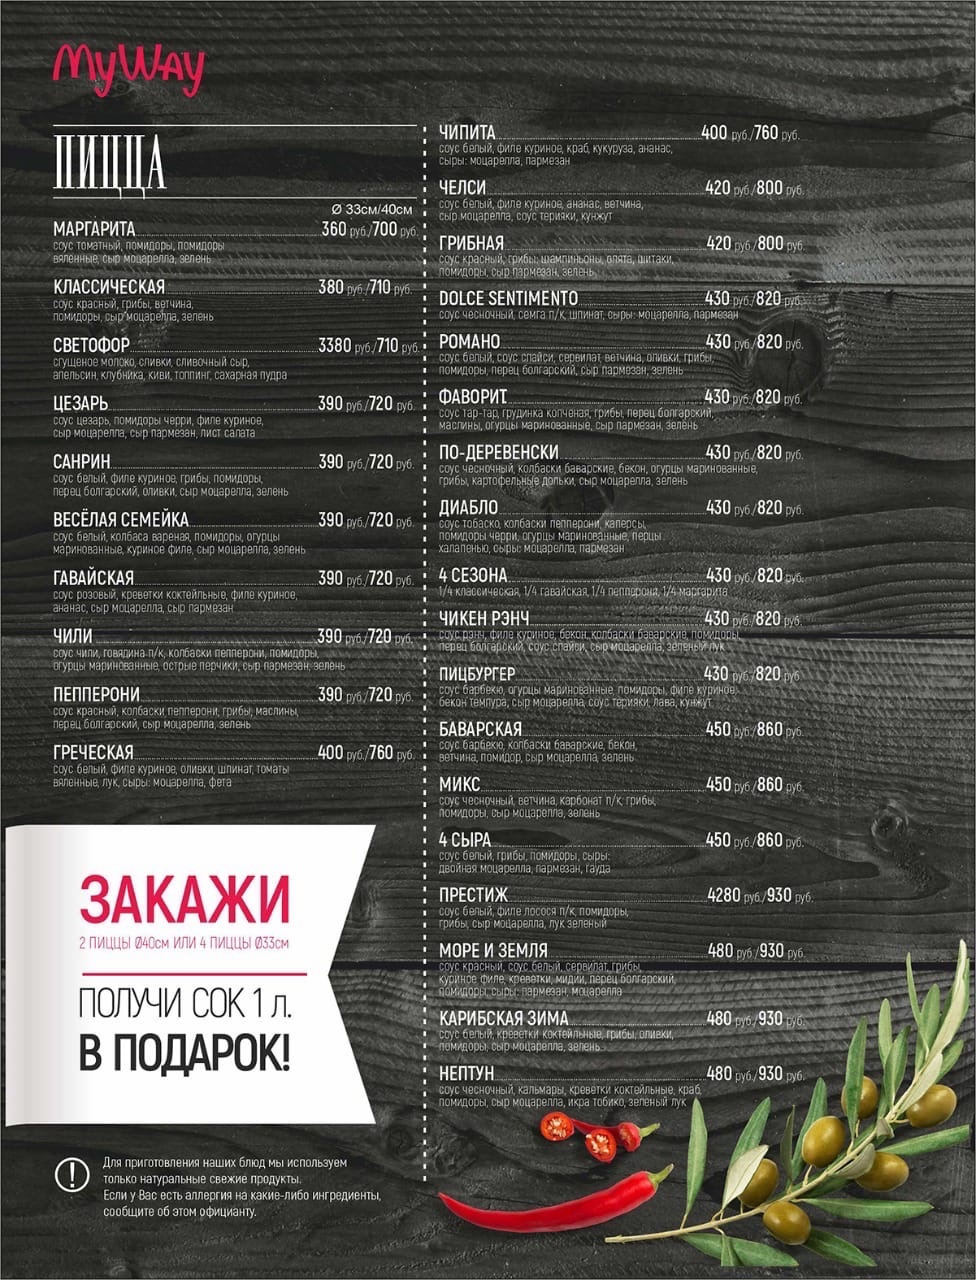 MyWay
ПИЦЦА
Ø 33см/40см
МАРГАРИТА 360 руб./700 руб.
соус томатный, помидоры, помидоры
вяленные, сыр моцарелла, зелень
КЛАССИЧЕСКАЯ 380 руб./710 руб.
соус красный, грибы, ветчина,
помидоры, сыр моцарелла, зелень
СВЕТОФОР 3380 руб./710 руб.
сгущеное молоко, сливки, сливочный сыр,
апельсин, клубника, киви, топпинг, сахарная пудра
ЦЕЗАРЬ 390 руб./720 руб.
соус цезарь, помидоры черри, филе куриное,
сыр моцарелла, сыр пармезан, лист салата
САНРИН 390 руб./720 руб.
соус белый, филе куриное, грибы, помидоры,
перец болгарский, оливки, сыр моцарелла, зелень
ВЕСЁЛАЯ СЕМЕЙКА 390 руб./720 руб.
соус белый, колбаса вареная, помидоры, огурцы
маринованные, куриное филе, сыр моцарелла, зелень
ГАВАЙСКАЯ 390 руб./720 руб.
соус розовый, креветки коктейльные, филе куриное,
ананас, сыр моцарелла, сыр пармезан
ЧИЛИ 390 руб./720 руб.
соус чили, говядина п/к, колбаски пепперони, помидоры,
огурцы маринованные, острые перчики, сыр пармезан, зелень
ПЕППЕРОНИ 390 руб./720 руб.
соус красный, колбаски пепперони, грибы, маслины,
перец болгарский, сыр моцарелла, зелень
ГРЕЧЕСКАЯ 400 руб./760 руб.
соус белый, филе куриное, оливки, шпинат, томаты
вяленные, лук, сыры: моцарелла, фета
ЗАКАЖИ
2 ПИЦЦЫ Ø40см ИЛИ 4 ПИЦЦЫ Ø33см
ПОЛУЧИ СОК 1 л.
В ПОДАРОК!
Для приготовления наших блюд мы используем
только натуральные свежие продукты.
Если у Вас есть аллергия на какие-либо ингредиенты,
сообщите об этом официанту.
ЧИПИТА 400 руб./760 руб.
соус белый, филе куриное, краб, кукуруза, ананас,
сыры: моцарелла, пармезан
ЧЕЛСИ 420 руб./800 руб.
соус белый, филе куриное, ананас, ветчина,
сыр моцарелла, соус терияки, кунжут
ГРИБНАЯ 420 руб./800 руб.
соус красный, грибы: шампиньоны, опята, шитаки,
помидоры, сыр пармезан, зелень
DOLCE SENTIMENTO 430 руб./820 руб.
соус чесночный, семга п/к, шпинат, сыры: моцарелла, пармезан
РОМАНО 430 руб./820 руб.
соус белый, соус спайси, сервилат, ветчина, оливки, грибы,
помидоры, перец болгарский, сыр пармезан, зелень
ФАВОРИТ 430 руб./820 руб.
соус тар-тар, грудинка копченая, грибы, перец болгарский,
маслины, огурцы маринованные, сыр пармезан, зелень
ПО-ДЕРЕВЕНСКИ 430 руб./820 руб.
соус чесночный, колбаски баварские, бекон, огурцы маринованные,
грибы, картофельные дольки, сыр моцарелла, зелень
ДИАБЛО 430 руб./820 руб.
соус тобаско, колбаски пепперони, каперсы,
помидоры черри, огурцы маринованные, перцы
халапенью, сыры: моцарелла, пармезан
4 СЕЗОНА 430 руб./820 руб.
1/4 классическая, 1/4 гавайская, 1/4 пепперони, 1/4 маргарита
ЧИКЕН РЭНЧ 430 руб./820 руб.
соус рэнч, филе куриное, бекон, колбаски баварские, помидоры,
перец болгарский, соус спайси, сыр моцарелла, зеленый лук
ПИЦБУРГЕР 430 руб./820 руб
соус барбекю, огурцы маринованные, помидоры, филе куриное,
бекон темпура, сыр моцарелла, соус терияки, лава, кунжут
БАВАРСКАЯ 450 руб./860 руб.
соус барбекю, колбаски баварские, бекон,
ветчина, помидор, сыр моцарелла, зелень
МИКС 450 руб./860 руб.
соус чесночный, ветчина, карбонат п/к, грибы,
помидоры, сыр моцарелла, зелень
4 СЫРА 450 руб./860 руб.
соус белый, грибы, помидоры, сыры:
двойная моцарелла, пармезан, гауда
ПРЕСТИЖ 4280 руб./930 руб.
соус белый, филе лосося п/к, помидоры,
грибы, сыр моцарелла, лук зеленый
МОРЕ И ЗЕМЛЯ 480 руб./930 руб.
соус красный, соус белый, сервилат, грибы,
куриное филе, креветки, мидии, перец болгарский,
помидоры, сыры: пармезан, моцарелла
КАРИБСКАЯ ЗИМА 480 руб./930 руб.
соус белый, креветки коктейльные, грибы, оливки,
помидоры, сыр моцарелла, зелень
НЕПТУН 480 руб./930 руб.
соус чесночный, кальмары, креветки коктейльные, краб,
помидоры, сыр моцарелла, икра тобико, зеленый лук